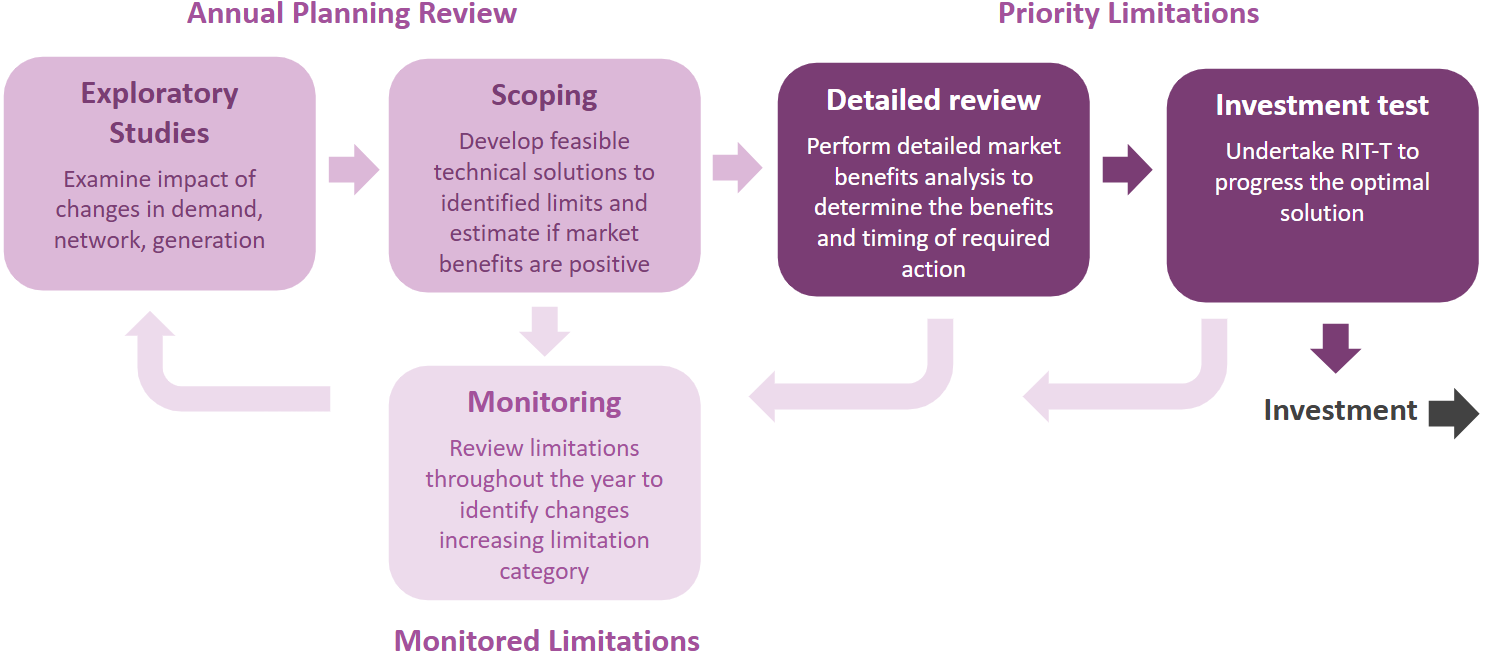 Annual Planning Review
Priority Limitations
Exploratory
Studies
Examine impact of
changes in demand,
network, generation
Scoping
Develop feasible
technical solutions to
identified limits and
estimate if market
benefits are positive
Detailed review
Perform detailed market
benefits analysis to
determine the benefits
and timing of required
action
Investment test
Undertake RIT-T to
progress the optimal
solution
Monitoring
Review limitations
throughout the year to
identify changes
increasing limitation
category
Investment
Monitored Limitations